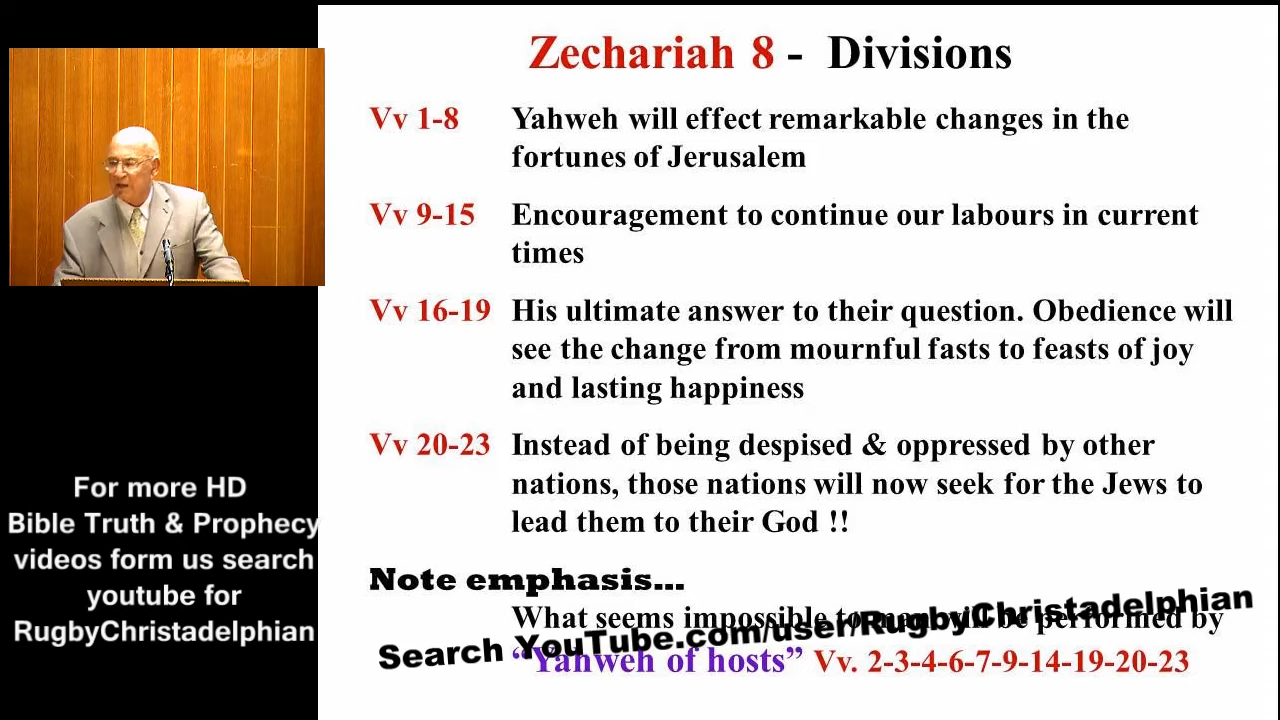 Zechariah 8 - Divisions
Vv 1-8 Yahweh will effect remarkable changes in the
fortunes of Jerusalem
Vv 9-15 Encouragement to continue our labours in current
times
Vv 16-19 His ultimate answer to their question. Obedience will
see the change from mournful fasts to feasts of joy
and lasting happiness
Vv 20-23 Instead of being despised & oppressed by other
nations, those nations will now seek for the Jews to
lead them to their God !!
Note emphasis...
What seems impossible to man will be performed by
“Yahweh of hosts” Vv. 2-3-4-6-7-9-14-19-20-23
Search YouTube.com/user/RugbyChristadelphian
For more HD
Bible Truth & Prophecy
videos form us search
youtube for
RugbyChristadelphian